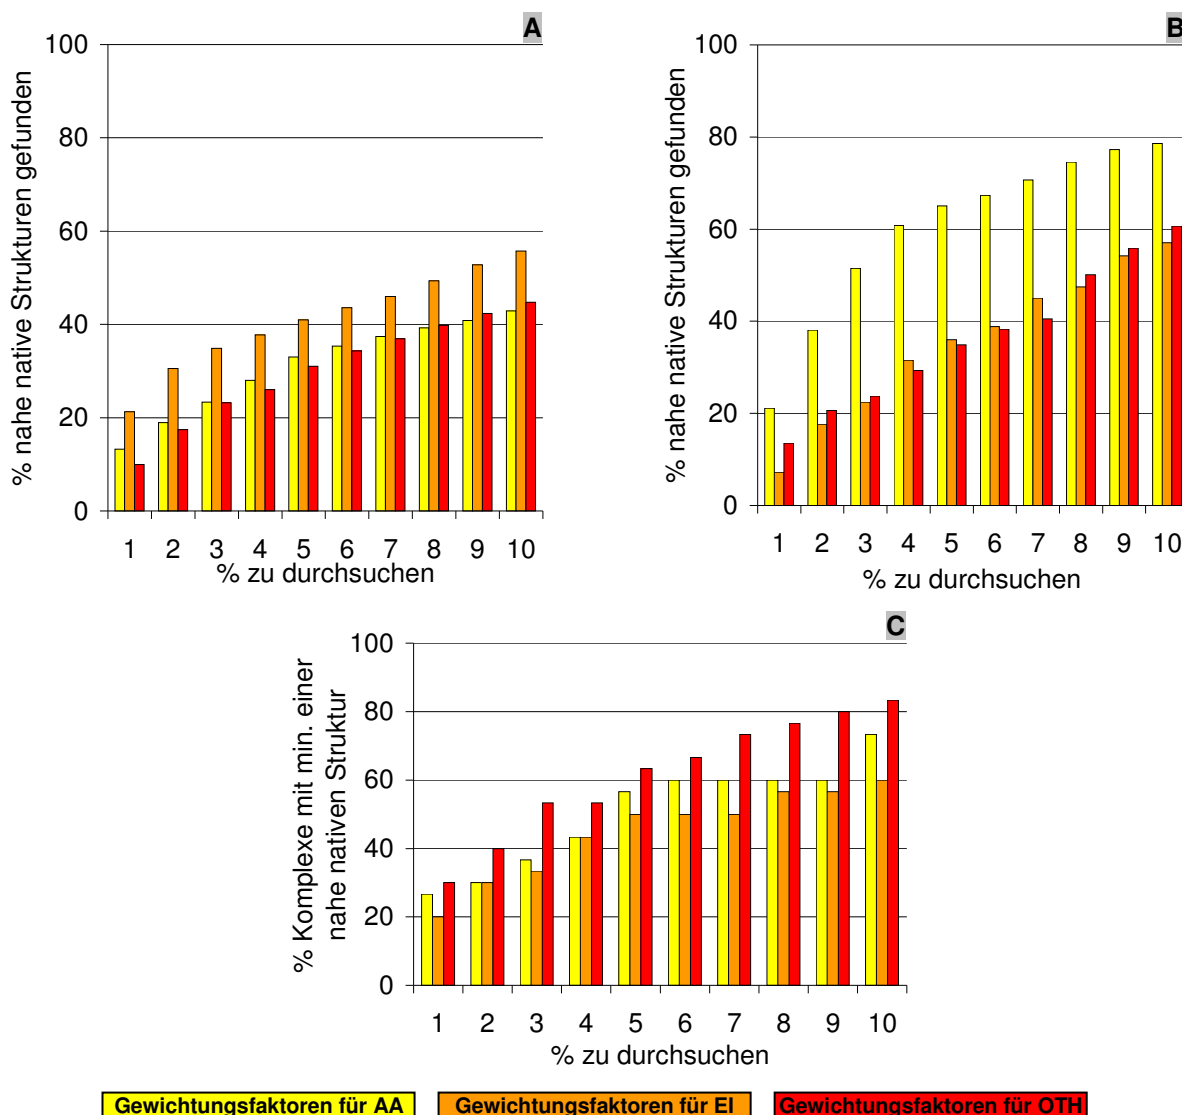 A
% nahe native Strukturen gefunden
100
80
60
40
20
0
1 2 3 4 5 6 7 8 9 10
% zu durchsuchen
B
% nahe native Strukturen gefunden
100
80
60
40
20
0
1 2 3 4 5 6 7 8 9 10
% zu durchsuchen
C
% Komplexe mit min. einer
nahe nativen Struktur
100
80
60
40
20
0
1 2 3 4 5 6 7 8 9 10
% zu durchsuchen
Gewichtungsfaktoren für AA
Gewichtungsfaktoren für EI
Gewichtungsfaktoren für OTH